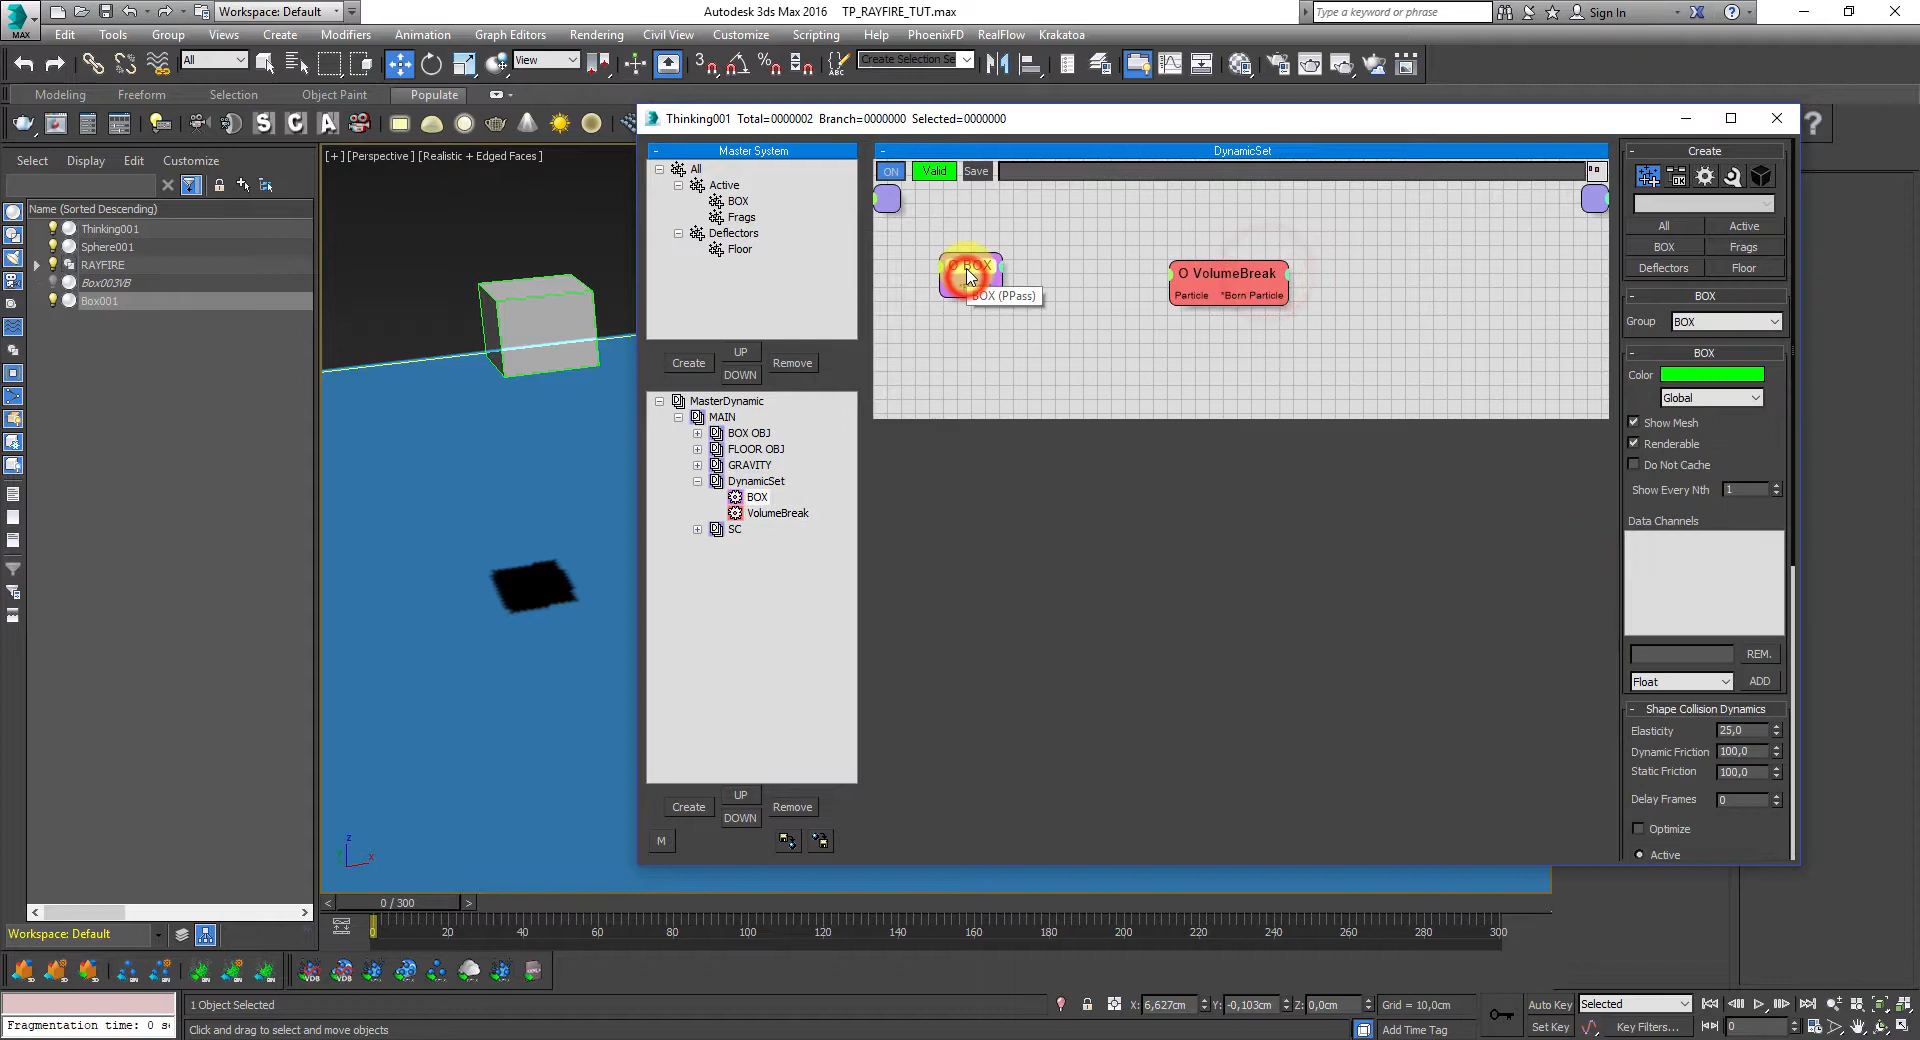 MAX
Workspace: Default
Autodesk 3ds Max 2016 TP_RAYFIRE_TUT.max
Type a keyword or phrase
Sign In
Edit Tools Group Views Create Modifiers Animation Graph Editors Rendering Civil View Customize Scripting Help PhoenixFD RealFlow Krakatoa
All
View
Create Selection Se
Modeling Freeform Selection Object Paint Populate
Select Display Edit Customize
Name (Sorted Descending)
Thinking001
Sphere001
RAYFIRE
Box003VB
Box001
[+] [Perspective] [Realistic + Edged Faces]
Thinking001 Total=0000002 Branch=0000000 Selected=0000000
Master System
All
Active
BOX
Frags
Deflectors
Floor
Create
UP
DOWN
Remove
MasterDynamic
MAIN
BOX OBJ
FLOOR OBJ
GRAVITY
DynamicSet
BOX
VolumeBreak
SC
Create
UP
DOWN
Remove
M
DynamicSet
ON Valid Save
O BOX
BOX (PPass)
O VolumeBreak
Particle *Born Particle
Create
All Active
BOX Frags
Deflectors Floor
BOX
Group BOX
BOX
Color
Global
Show Mesh
Renderable
Do Not Cache
Show Every Nth 1
Data Channels
REM.
Float ADD
Shape Collision Dynamics
Elasticity 25,0
Dynamic Friction 100,0
Static Friction 100,0
Delay Frames 0
Optimize
Active
z
x
< 0 / 300 >
0 20 40 60 80 100 120 140 160 180 200 220 240 260 280 300
Workspace: Default
Fragmentation time: 0 se
1 Object Selected
Click and drag to select and move objects
X: 6,627cm Y: -0,103cm Z: 0,0cm Grid = 10,0cm
Add Time Tag
Auto Key Selected
Set Key Key Filters...
0